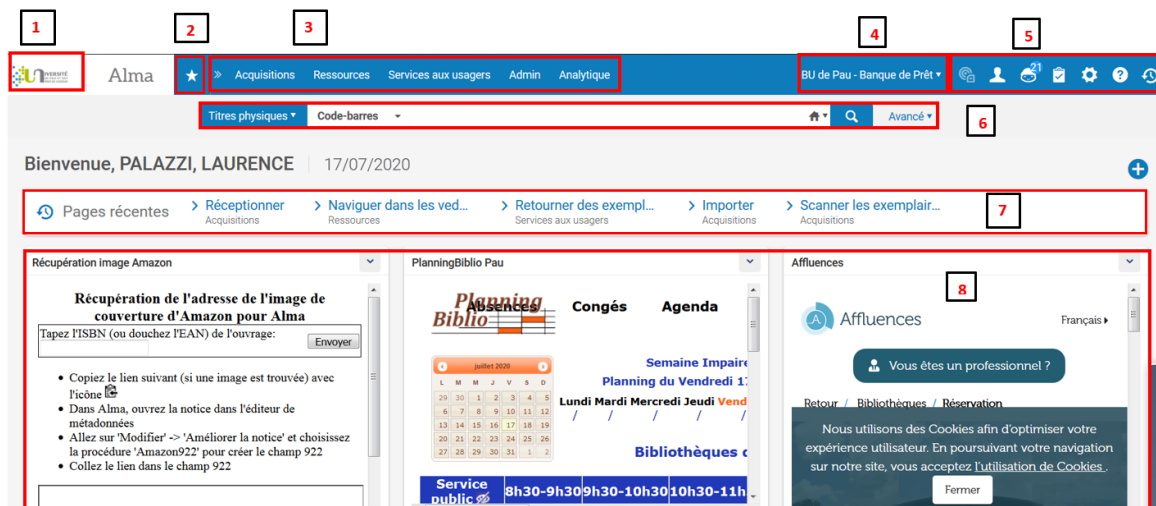 1
2
3
4
5
UNIVERSITÉ
Alma
Acquisitions Ressources Services aux usagers Admin Analytique
BU de Pau - Banque de Prêt
21
Titres physiques Code-barres
Avancé
6
Bienvenue, PALAZZI, LAURENCE 17/07/2020
Pages récentes
Réceptionner
Acquisitions
Naviguer dans les ved...
Ressources
Retourner des exempl...
Services aux usagers
Importer
Acquisitions
Scanner les exemplair...
Acquisitions
7
Récupération image Amazon
Récupération de l'adresse de l'image de
couverture d'Amazon pour Alma
Tapez l'ISBN (ou douchez l'EAN) de l'ouvrage:
Envoyer
• Copiez le lien suivant (si une image est trouvée) avec
l'icône
• Dans Alma, ouvrez la notice dans l'éditeur de
métadonnées
• Allez sur 'Modifier' -> 'Améliorer la notice' et choisissez
la procédure 'Amazon922' pour créer le champ 922
• Collez le lien dans le champ 922
PlanningBiblio Pau
Planning
Biblio
Absences Congés Agenda
juillet 2020
L M M J V S D
29 30 1 2 3 4 5
6 7 8 9 10 11 12
13 14 15 16 17 18 19
20 21 22 23 24 25 26
27 28 29 30 31 1 2
Semaine Impaire
Planning du Vendredi 1
Lundi Mardi Mercredi Jeudi Vend
/ / / / /
Bibliothèques
Service
public
8h30-9h30 9h30-10h30 10h30-11h
Affluences
8
Affluences
Français
Vous êtes un professionnel ?
Retour / Bibliothèques / Réservation
Nous utilisons des Cookies afin d'optimiser votre
expérience utilisateur. En poursuivant votre navigation
sur notre site, vous acceptez l'utilisation de Cookies .
Fermer